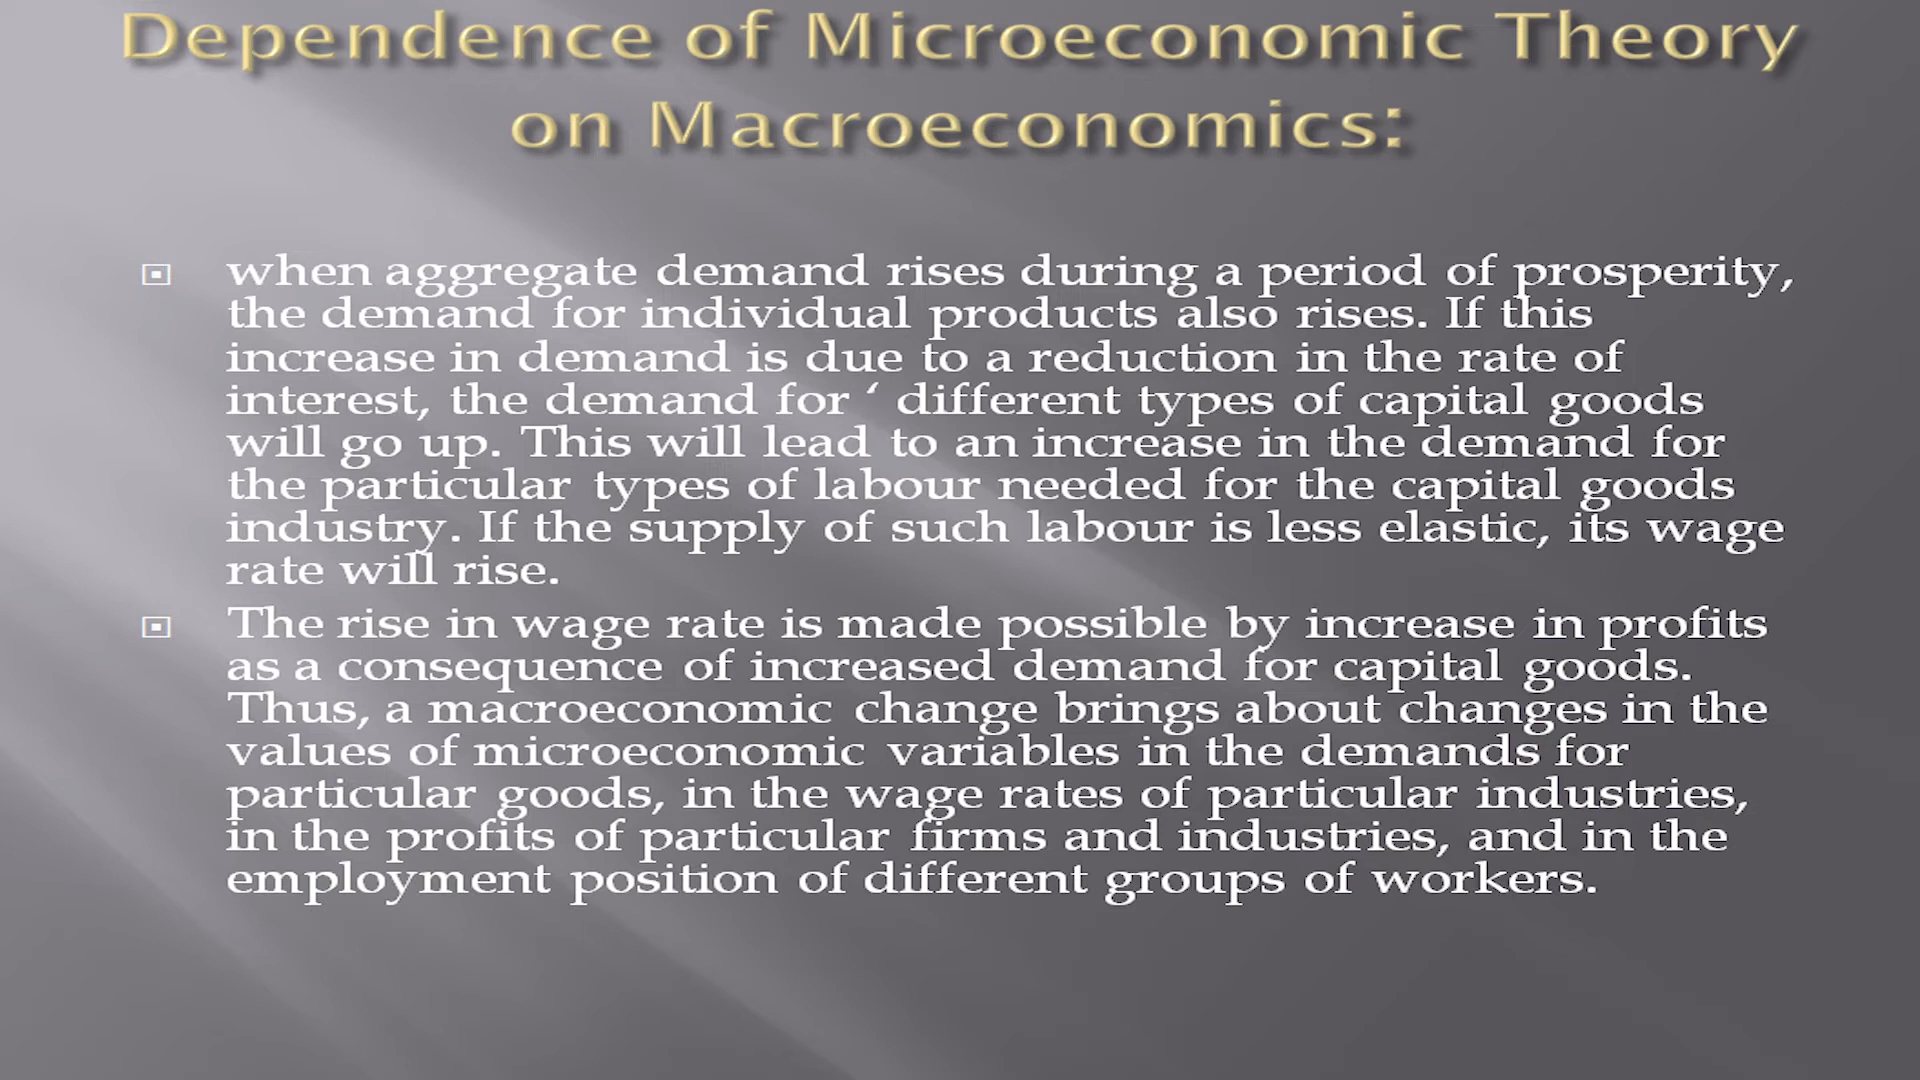 Dependence of Microeconomic Theory
on Macroeconomics:
when aggregate demand rises during a period of prosperity,
the demand for individual products also rises. If this
increase in demand is due to a reduction in the rate of
interest, the demand for ‘ different types of capital goods
will go up. This will lead to an increase in the demand for
the particular types of labour needed for the capital goods
industry. If the supply of such labour is less elastic, its wage
rate will rise.
The rise in wage rate is made possible by increase in profits
as a consequence of increased demand for capital goods.
Thus, a macroeconomic change brings about changes in the
values of microeconomic variables in the demands for
particular goods, in the wage rates of particular industries,
in the profits of particular firms and industries, and in the
employment position of different groups of workers.